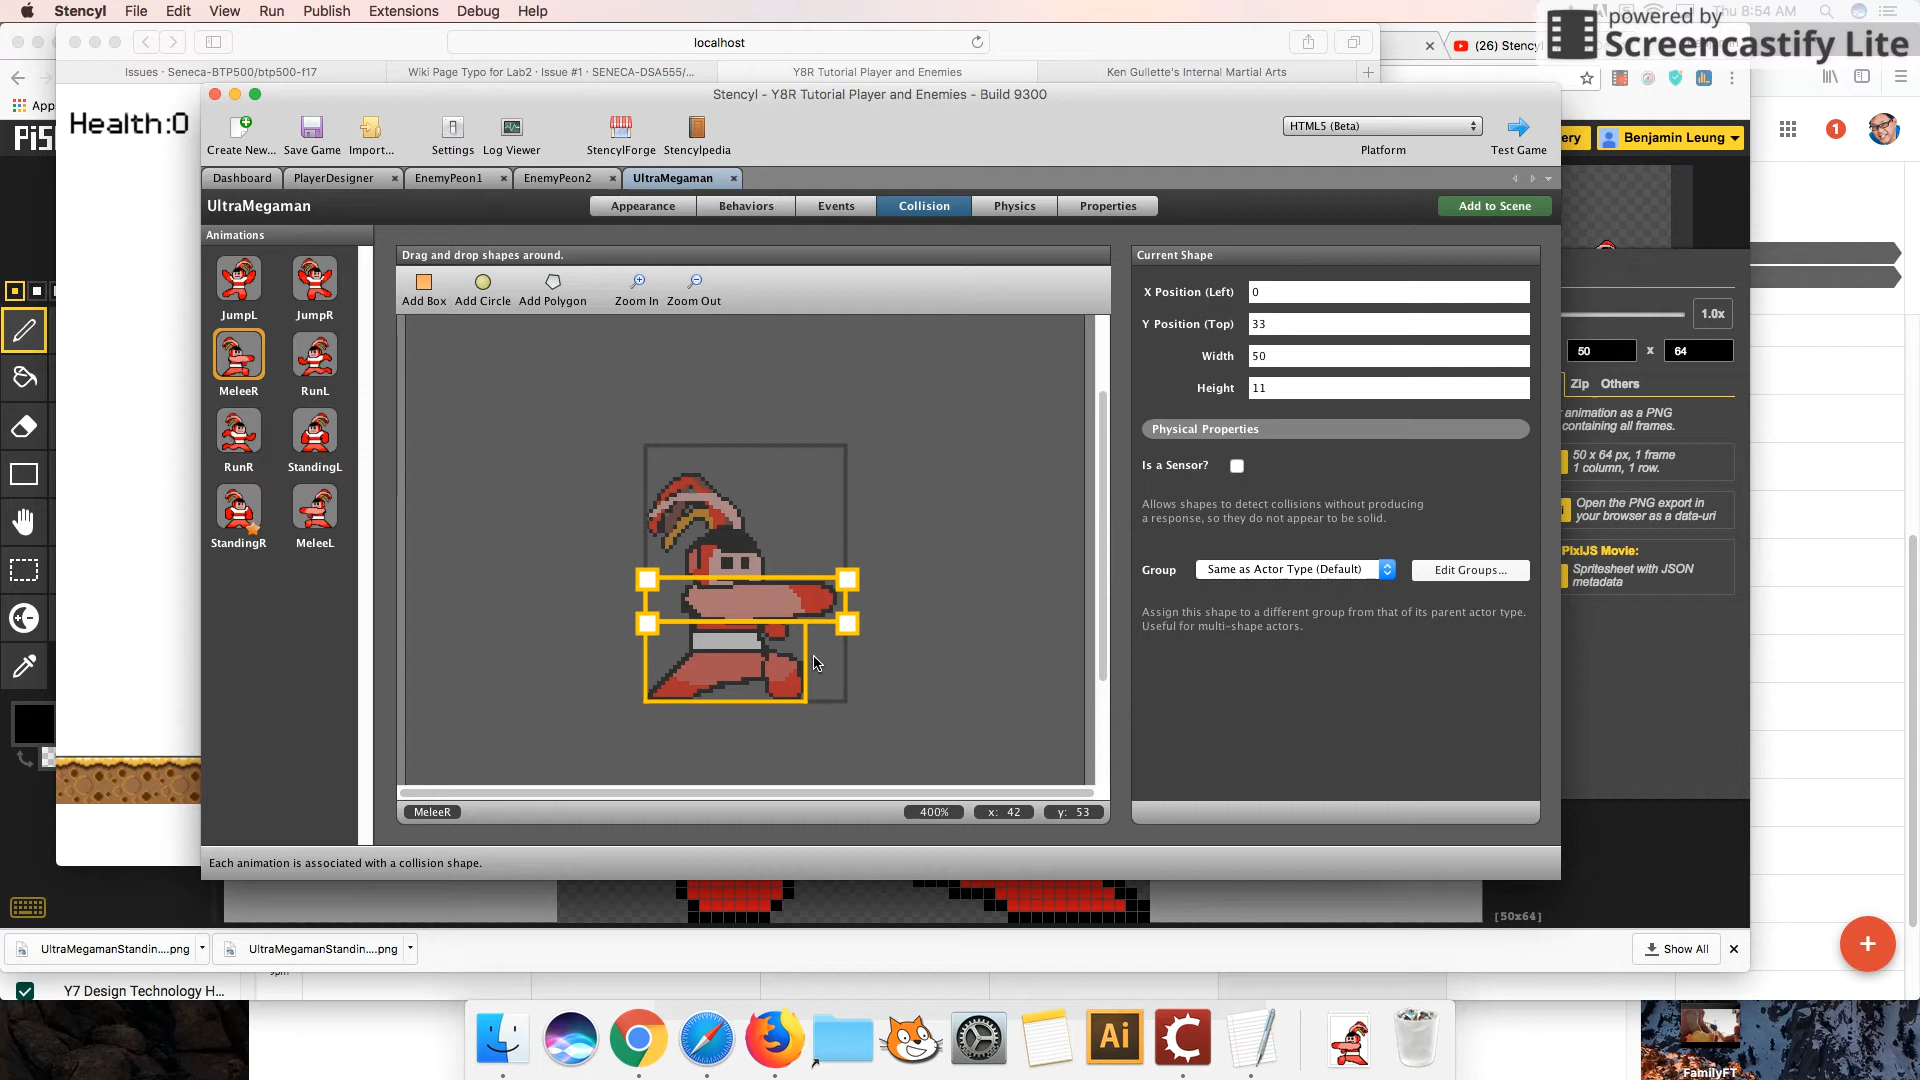 Stencyl File Edit View Run Publish Extensions Debug Help
Thu 8:54 AM
powered by
Screencastify Lite
localhost
(26) Stencyl
Issues · Seneca-BTP500/btp500-f17
Wiki Page Typo for Lab2 · Issue #1 · SENECA-DSA555/...
Y8R Tutorial Player and Enemies
Ken Gullette's Internal Martial Arts
Stencyl - Y8R Tutorial Player and Enemies - Build 9300
App
Health:0
PiS
Create New...
Save Game
Import...
Settings
Log Viewer
StencylForge
Stencylpedia
HTML5 (Beta)
Platform
Test Game
ery
Benjamin Leung
1
Dashboard
PlayerDesigner
EnemyPeon1
EnemyPeon2
UltraMegaman
UltraMegaman
Appearance
Behaviors
Events
Collision
Physics
Properties
Add to Scene
Animations
JumpL
JumpR
MeleeR
RunL
RunR
StandingL
StandingR
MeleeL
Drag and drop shapes around.
Add Box
Add Circle
Add Polygon
Zoom In
Zoom Out
MeleeR
400%
x: 42
y: 53
Current Shape
X Position (Left) 0
Y Position (Top) 33
Width 50
Height 11
Physical Properties
Is a Sensor?
Allows shapes to detect collisions without producing
a response, so they do not appear to be solid.
Group
Same as Actor Type (Default)
Edit Groups...
Assign this shape to a different group from that of its parent actor type.
Useful for multi-shape actors.
1.0x
50 x 64
Zip Others
animation as a PNG
containing all frames.
50 x 64 px, 1 frame
1 column, 1 row.
Open the PNG export in
your browser as a data-uri
PixiJS Movie:
Spritesheet with JSON
metadata
Each animation is associated with a collision shape.
[50x64]
UltraMegamanStandin....png
UltraMegamanStandin....png
Show All
9pm
Y7 Design Technology H...
Ai
FamilyFT